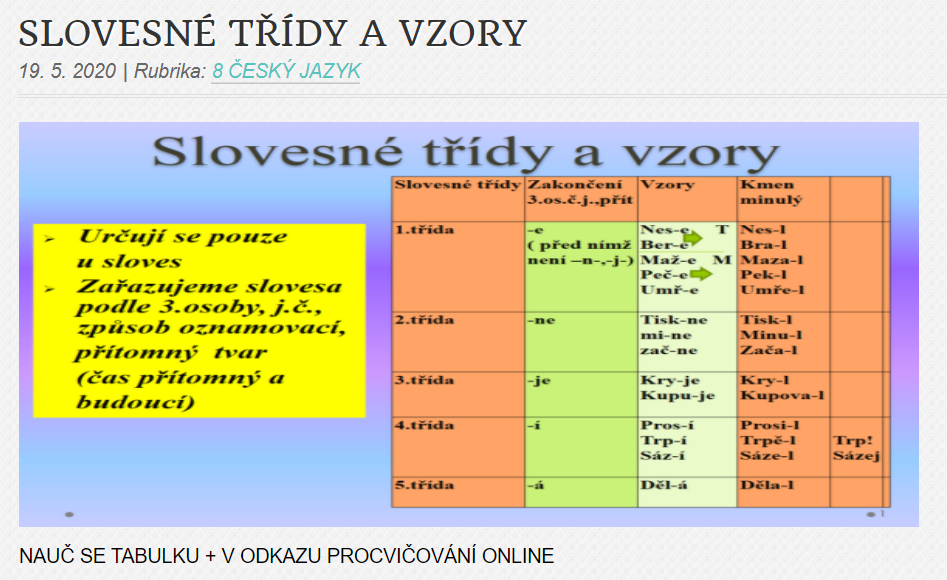 SLOVESNÉ TŘÍDY A VZORY
19. 5. 2020 | Rubrika: 8 ČESKÝ JAZYK
Slovesné třídy a vzory
➢ Určují se pouze
u sloves
➢ Zařazujeme slovesa
podle 3.osoby, j.č.,
způsob oznamovací,
přítomný tvar
(čas přítomný a
budoucí)
Slovesné třídy Zakončení Vzory Kmen
3.os.č.j.,přít minulý
1.třída -e Nes-e T Nes-l
( před nímž Ber-e Bra-l
není –n-,-j-) Maž-e M Maza-l
Peč-e Pek-l
Umř-e Umře-l
2.třída -ne Tisk-ne Tisk-l
mi-ne Minu-l
zač-ne Zača-l
3.třída -je Kry-je Kry-l
Kupu-je Kupova-l
4.třída -í Pros-í Prosi-l
Trp-í Trpě-l Trp!
Sáz-í Sáze-l Sázej
5.třída -á Děl-á Děla-l
1
NAUČ SE TABULKU + V ODKAZU PROCVIČOVÁNÍ ONLINE